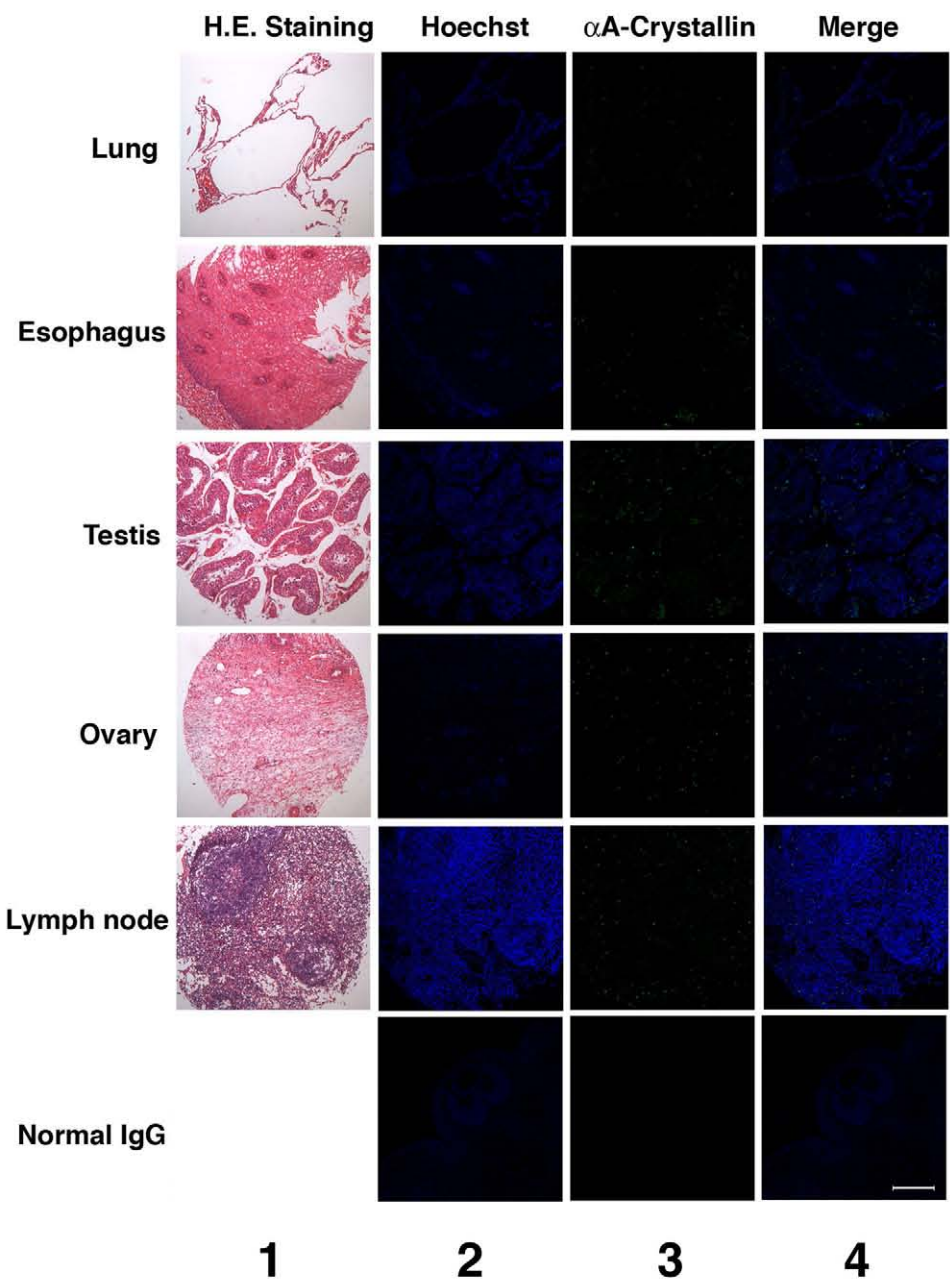 H.E. Staining Hoechst αA-Crystallin Merge
Lung
Esophagus
Testis
Ovary
Lymph node
Normal IgG
1 2 3 4